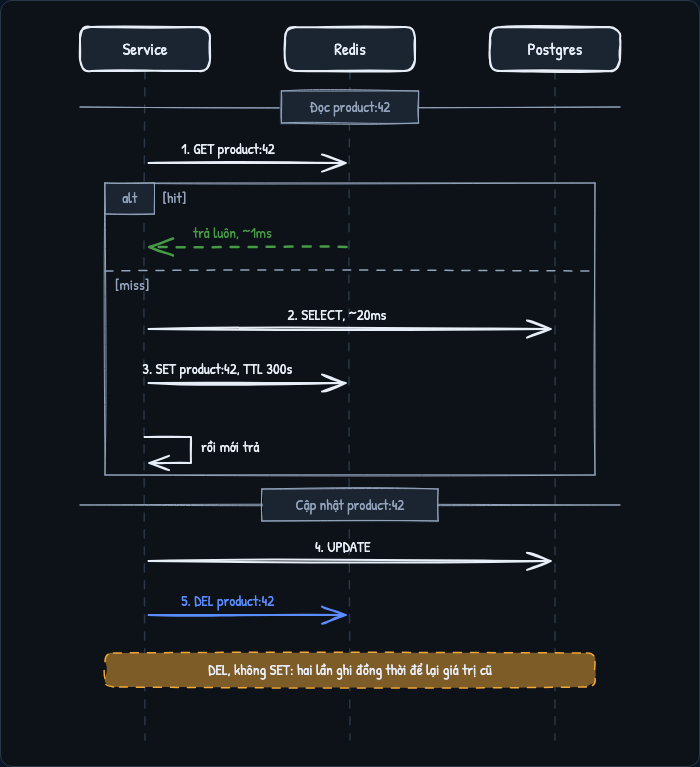 Service
Redis
Postgres
Đọc product:42
1. GET product:42
alt
[hit]
trả luôn, ~1ms
[miss]
2. SELECT, ~20ms
3. SET product:42, TTL 300s
rồi mới trả
Cập nhật product:42
4. UPDATE
5. DEL product:42
DEL, không SET: hai lần ghi đồng thời để lại giá trị cũ